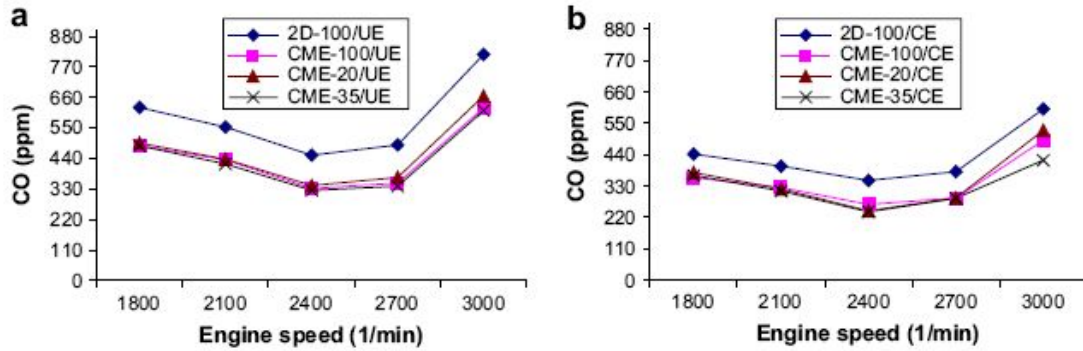 a
2D-100/UE
CME-100/UE
CME-20/UE
CME-35/UE
CO (ppm)
880
770
660
550
440
330
220
110
0
1800 2100 2400 2700 3000
Engine speed (1/min)
b
2D-100/CE
CME-100/CE
CME-20/CE
CME-35/CE
CO (ppm)
880
770
660
550
440
330
220
110
0
1800 2100 2400 2700 3000
Engine speed (1/min)